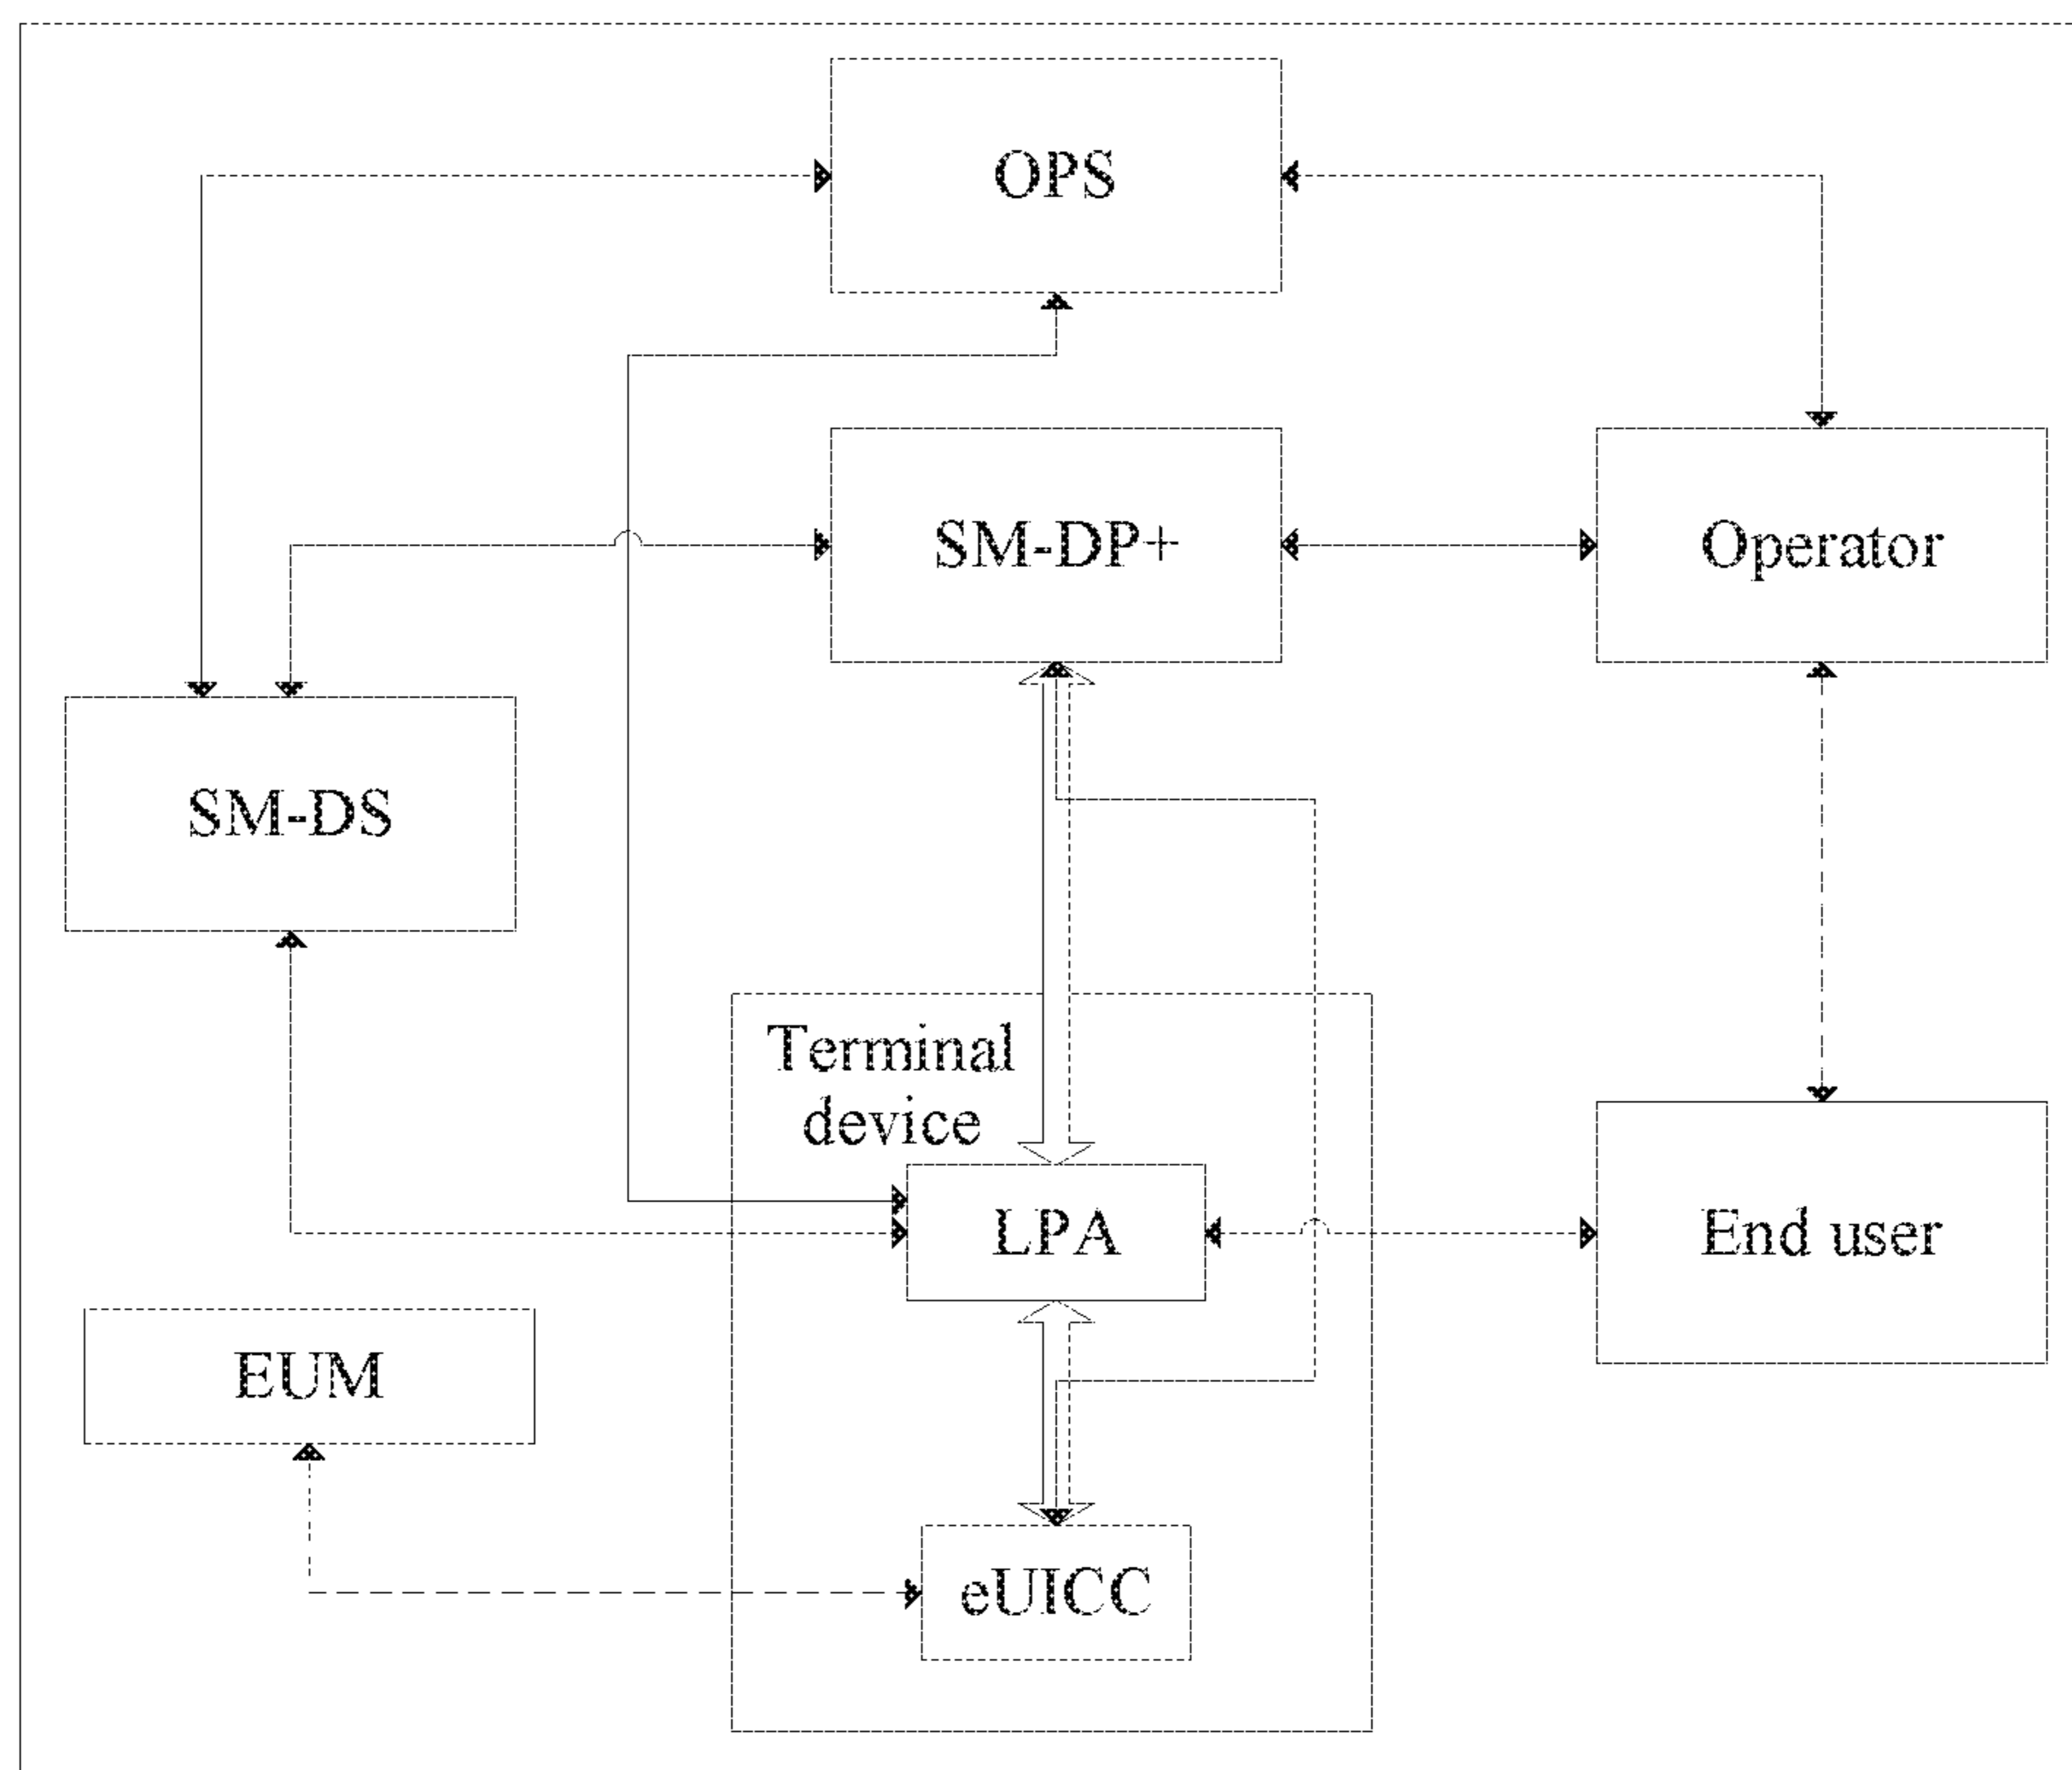 OPS
SM-DP+
Operator
SM-DS
Terminal
device
LPA
End user
EUM
eUICC